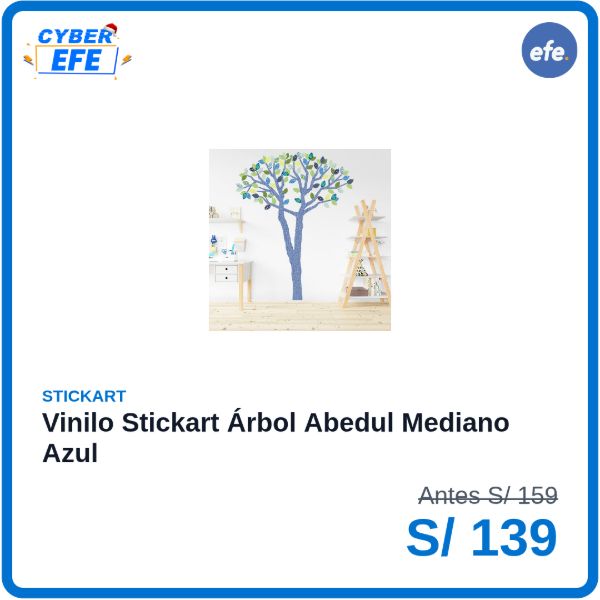 CYBER
EFE
efe.
STICKART
Vinilo Stickart Árbol Abedul Mediano
Azul
Antes S/ 159
S/ 139